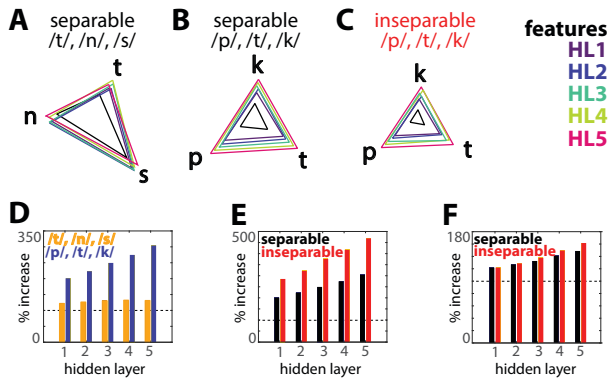 A
separable
/t/, /n/, /s/
t
n
s
B
separable
/p/, /t/, /k/
k
p
t
C
inseparable
/p/, /t/, /k/
k
p
t
features
HL1
HL2
HL3
HL4
HL5
D
350
/t/, /n/, /s/
/p/, /t/, /k/
% increase
0
1 2 3 4 5
hidden layer
E
500
separable
inseparable
% increase
0
1 2 3 4 5
hidden layer
F
180
separable
inseparable
% increase
0
1 2 3 4 5
hidden layer